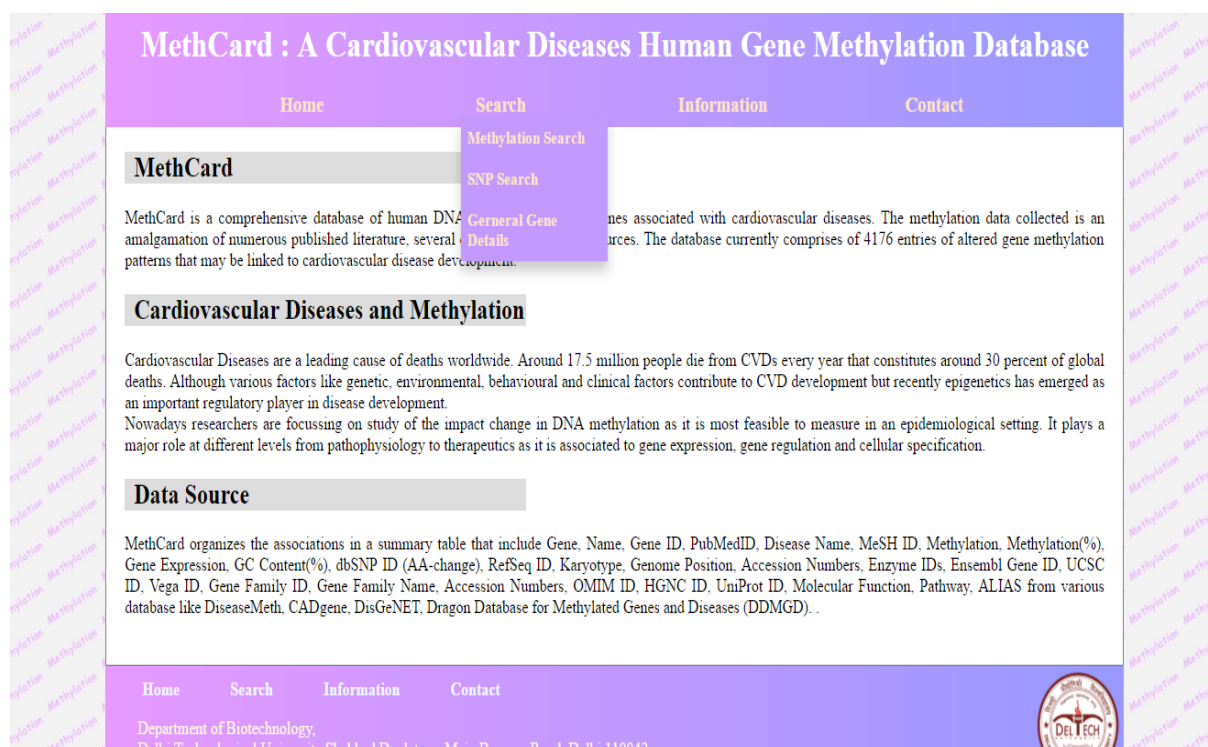 MethCard : A Cardiovascular Diseases Human Gene Methylation Database
Home Search Information Contact
Methylation Search
SNP Search
Gerneral Gene
Details
MethCard
MethCard is a comprehensive database of human DNA nes associated with cardiovascular diseases. The methylation data collected is an
amalgamation of numerous published literature, several urces. The database currently comprises of 4176 entries of altered gene methylation
patterns that may be linked to cardiovascular disease development.
Cardiovascular Diseases and Methylation
Cardiovascular Diseases are a leading cause of deaths worldwide. Around 17.5 million people die from CVDs every year that constitutes around 30 percent of global
deaths. Although various factors like genetic, environmental, behavioural and clinical factors contribute to CVD development but recently epigenetics has emerged as
an important regulatory player in disease development.
Nowadays researchers are focussing on study of the impact change in DNA methylation as it is most feasible to measure in an epidemiological setting. It plays a
major role at different levels from pathophysiology to therapeutics as it is associated to gene expression, gene regulation and cellular specification.
Data Source
MethCard organizes the associations in a summary table that include Gene, Name, Gene ID, PubMedID, Disease Name, MeSH ID, Methylation, Methylation(%),
Gene Expression, GC Content(%), dbSNP ID (AA-change), RefSeq ID, Karyotype, Genome Position, Accession Numbers, Enzyme IDs, Ensembl Gene ID, UCSC
ID, Vega ID, Gene Family ID, Gene Family Name, Accession Numbers, OMIM ID, HGNC ID, UniProt ID, Molecular Function, Pathway, ALIAS from various
database like DiseaseMeth, CADgene, DisGeNET, Dragon Database for Methylated Genes and Diseases (DDMGD). .
Home Search Information Contact
Department of Biotechnology,
DELTECH